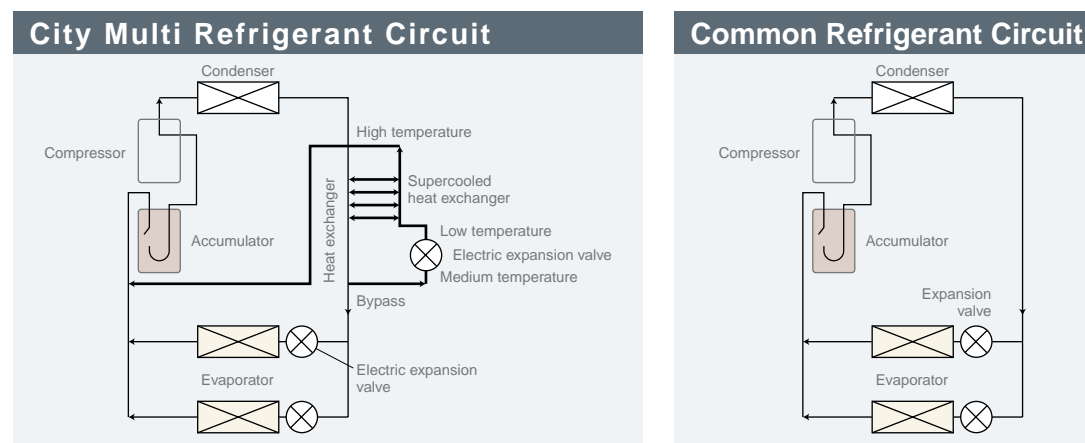 City Multi Refrigerant Circuit
Condenser
High temperature
Compressor
Heat exchanger
Supercooled
heat exchanger
Low temperature
Accumulator
Electric expansion valve
Medium temperature
Bypass
Electric expansion
valve
Evaporator
Common Refrigerant Circuit
Condenser
Compressor
Accumulator
Expansion
valve
Evaporator